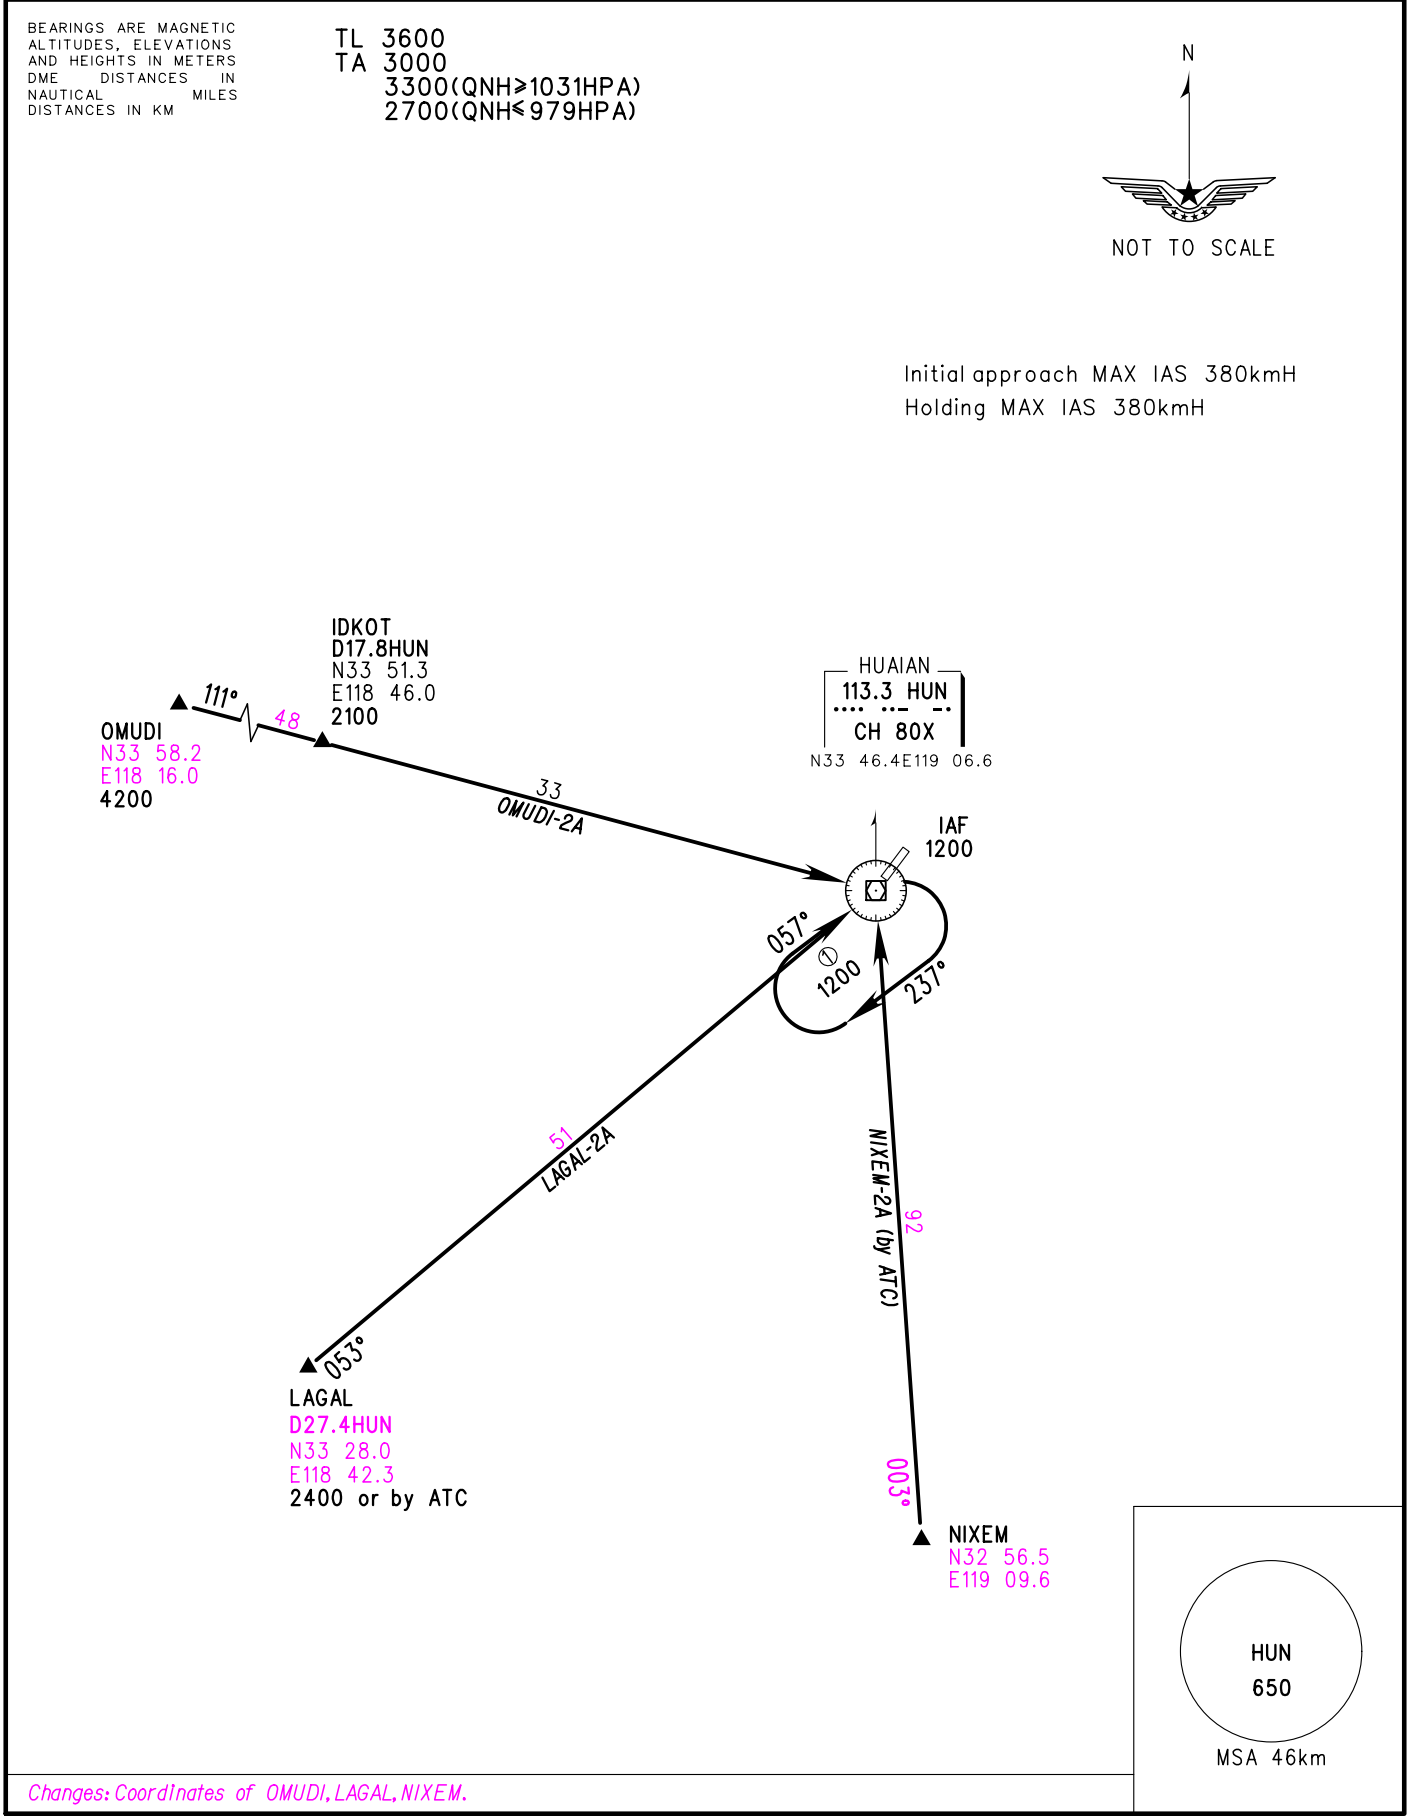 BEARINGS ARE MAGNETIC
ALTITUDES, ELEVATIONS
AND HEIGHTS IN METERS
DME DISTANCES IN
NAUTICAL MILES
DISTANCES IN KM
TL 3600
TA 3000
3300(QNH≥1031HPA)
2700(QNH≤979HPA)
N
NOT TO SCALE
Initial approach MAX IAS 380kmH
Holding MAX IAS 380kmH
IDKOT
D17.8HUN
N33 51.3
E118 46.0
2100
111°
48
OMUDI
N33 58.2
E118 16.0
4200
33
OMUDI-2A
HUAIAN
113.3 HUN
CH 80X
N33 46.4E119 06.6
IAF
1200
057°
①
1200
237°
51
LAGAL-2A
NIXEM-2A (by ATC)
92
053°
LAGAL
D27.4HUN
N33 28.0
E118 42.3
2400 or by ATC
003°
NIXEM
N32 56.5
E119 09.6
HUN
650
MSA 46km
Changes: Coordinates of OMUDI, LAGAL, NIXEM.